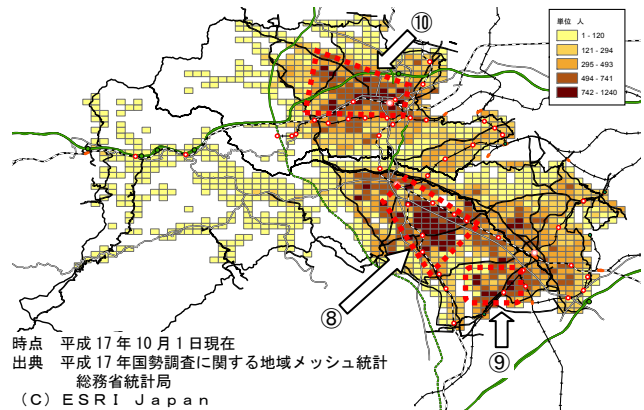 ⑩
単位 人
1 - 120
121 - 294
295 - 493
494 - 741
742 - 1240
⑧
⑨
時点 平成17年10月1日現在
出典 平成17年国勢調査に関する地域メッシュ統計
総務省統計局
(C) ESRI Japan